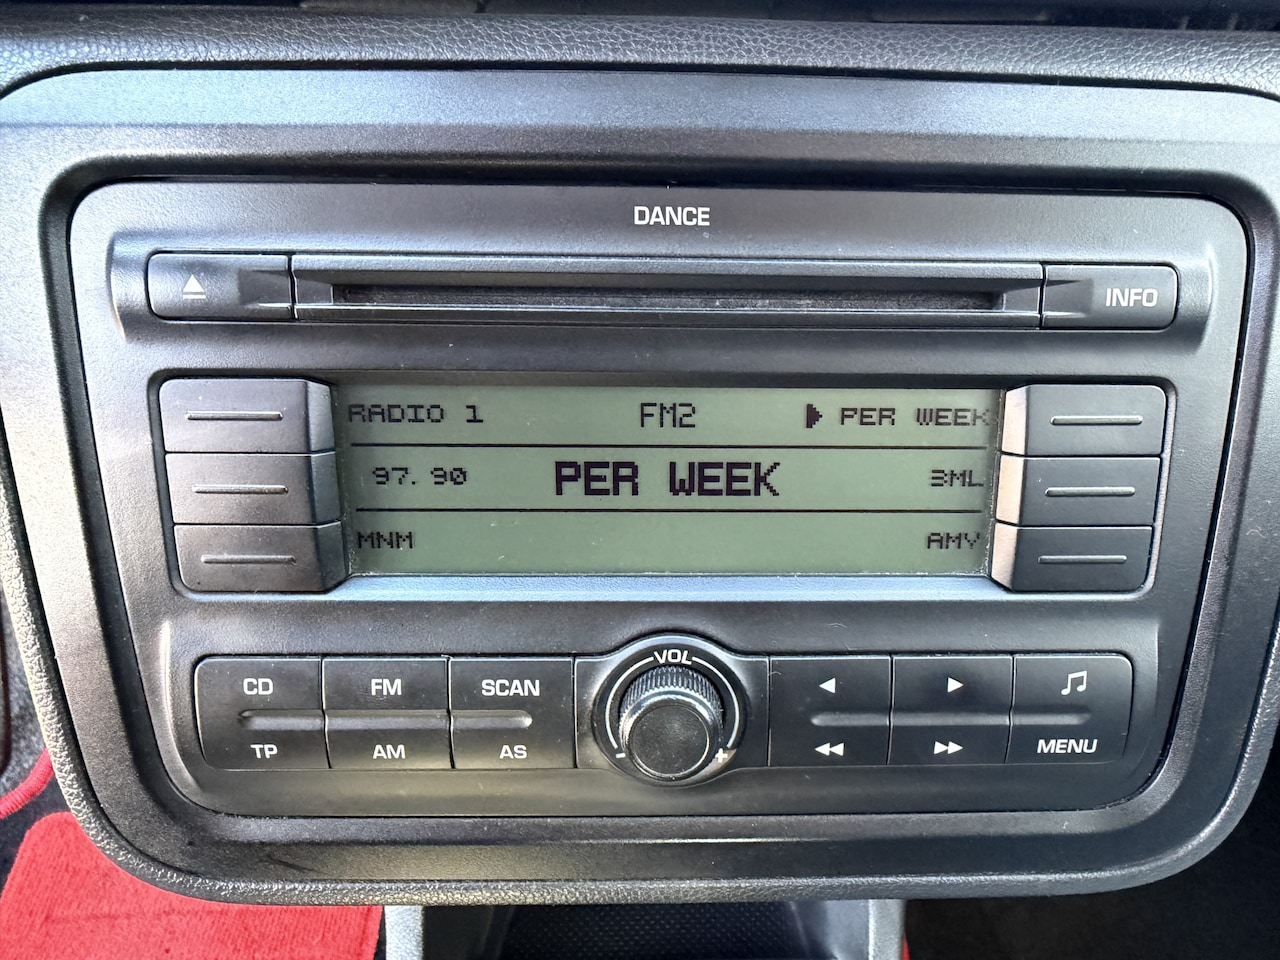 DANCE
INFO
RADIO 1 FM2 PER WEEK
97.90 PER WEEK 3ML
MNM AMY
VOL
CD FM SCAN
TP AM AS - + MENU